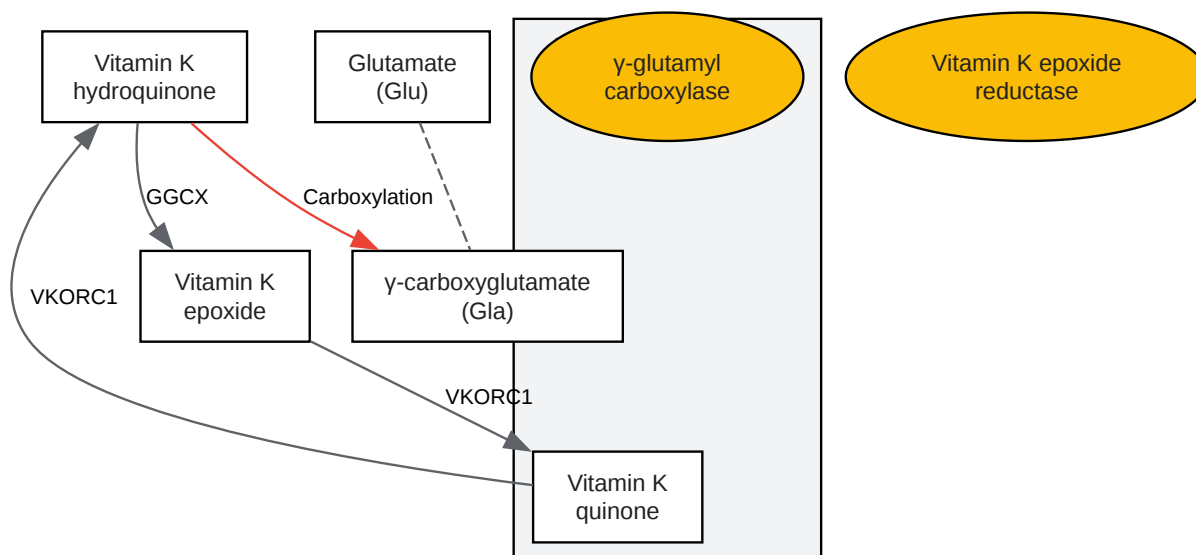 Vitamin K
hydroquinone
Glutamate
(Glu)
γ-glutamyl
carboxylase
Vitamin K epoxide
reductase
GGCX
Carboxylation
VKORC1
Vitamin K
epoxide
γ-carboxyglutamate
(Gla)
VKORC1
Vitamin K
quinone